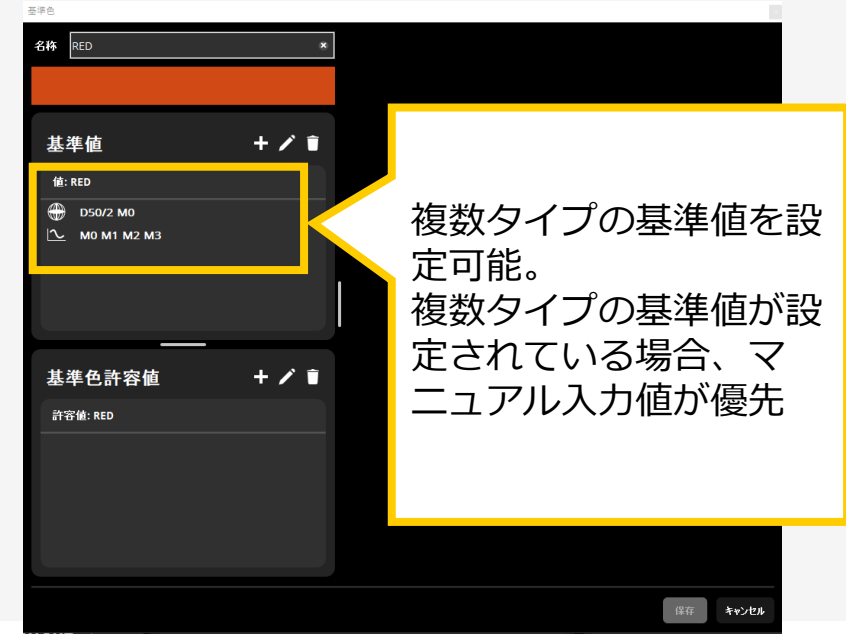 基準色
名称 RED
基準値
値: RED
D50/2 M0
M0 M1 M2 M3
複数タイプの基準値を設
定可能。
複数タイプの基準値が設
定されている場合、マ
ニュアル入力値が優先
基準色許容値
許容値: RED
保存 キャンセル